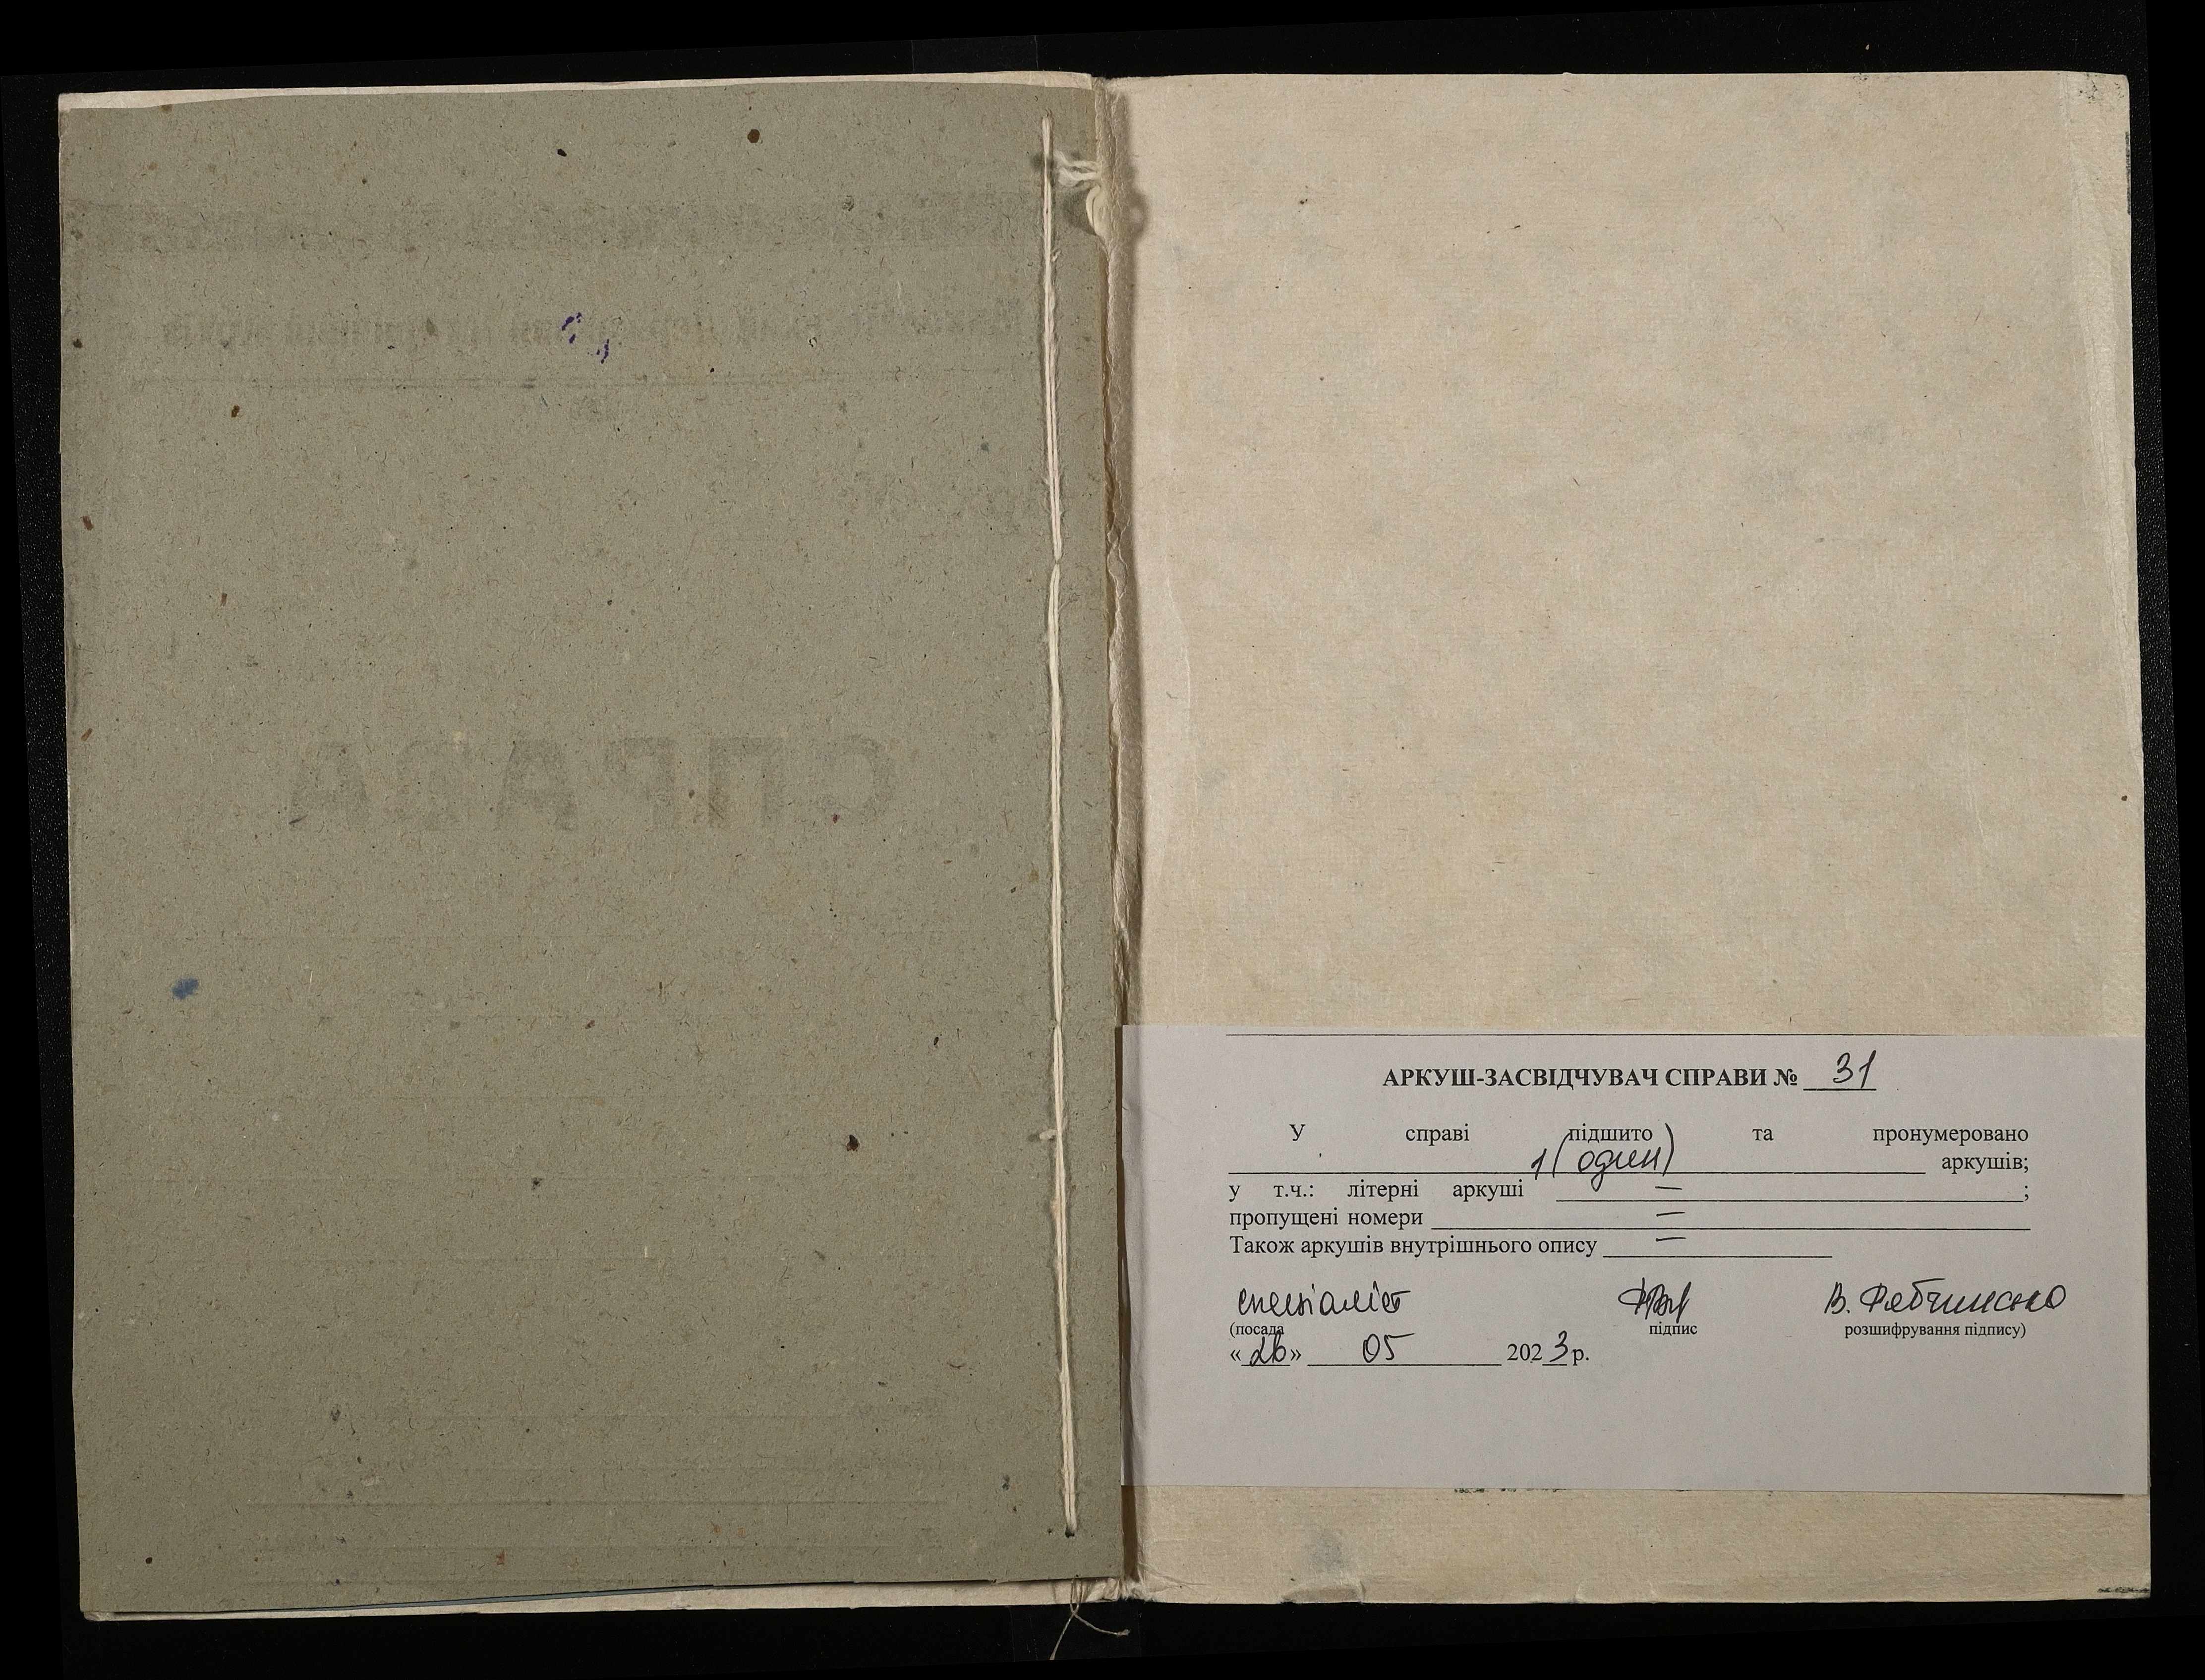 СПРАВА
АРКУШ-ЗАСВІДЧУВАЧ СПРАВИ № 31
У справі підшито та пронумеровано
1 (один) аркушів;
у т.ч.: літерні аркуші — ;
пропущені номери —
Також аркушів внутрішнього опису —
спеціаліст В.
(посада підпис розшифрування підпису)
«26» 05 2023 р.